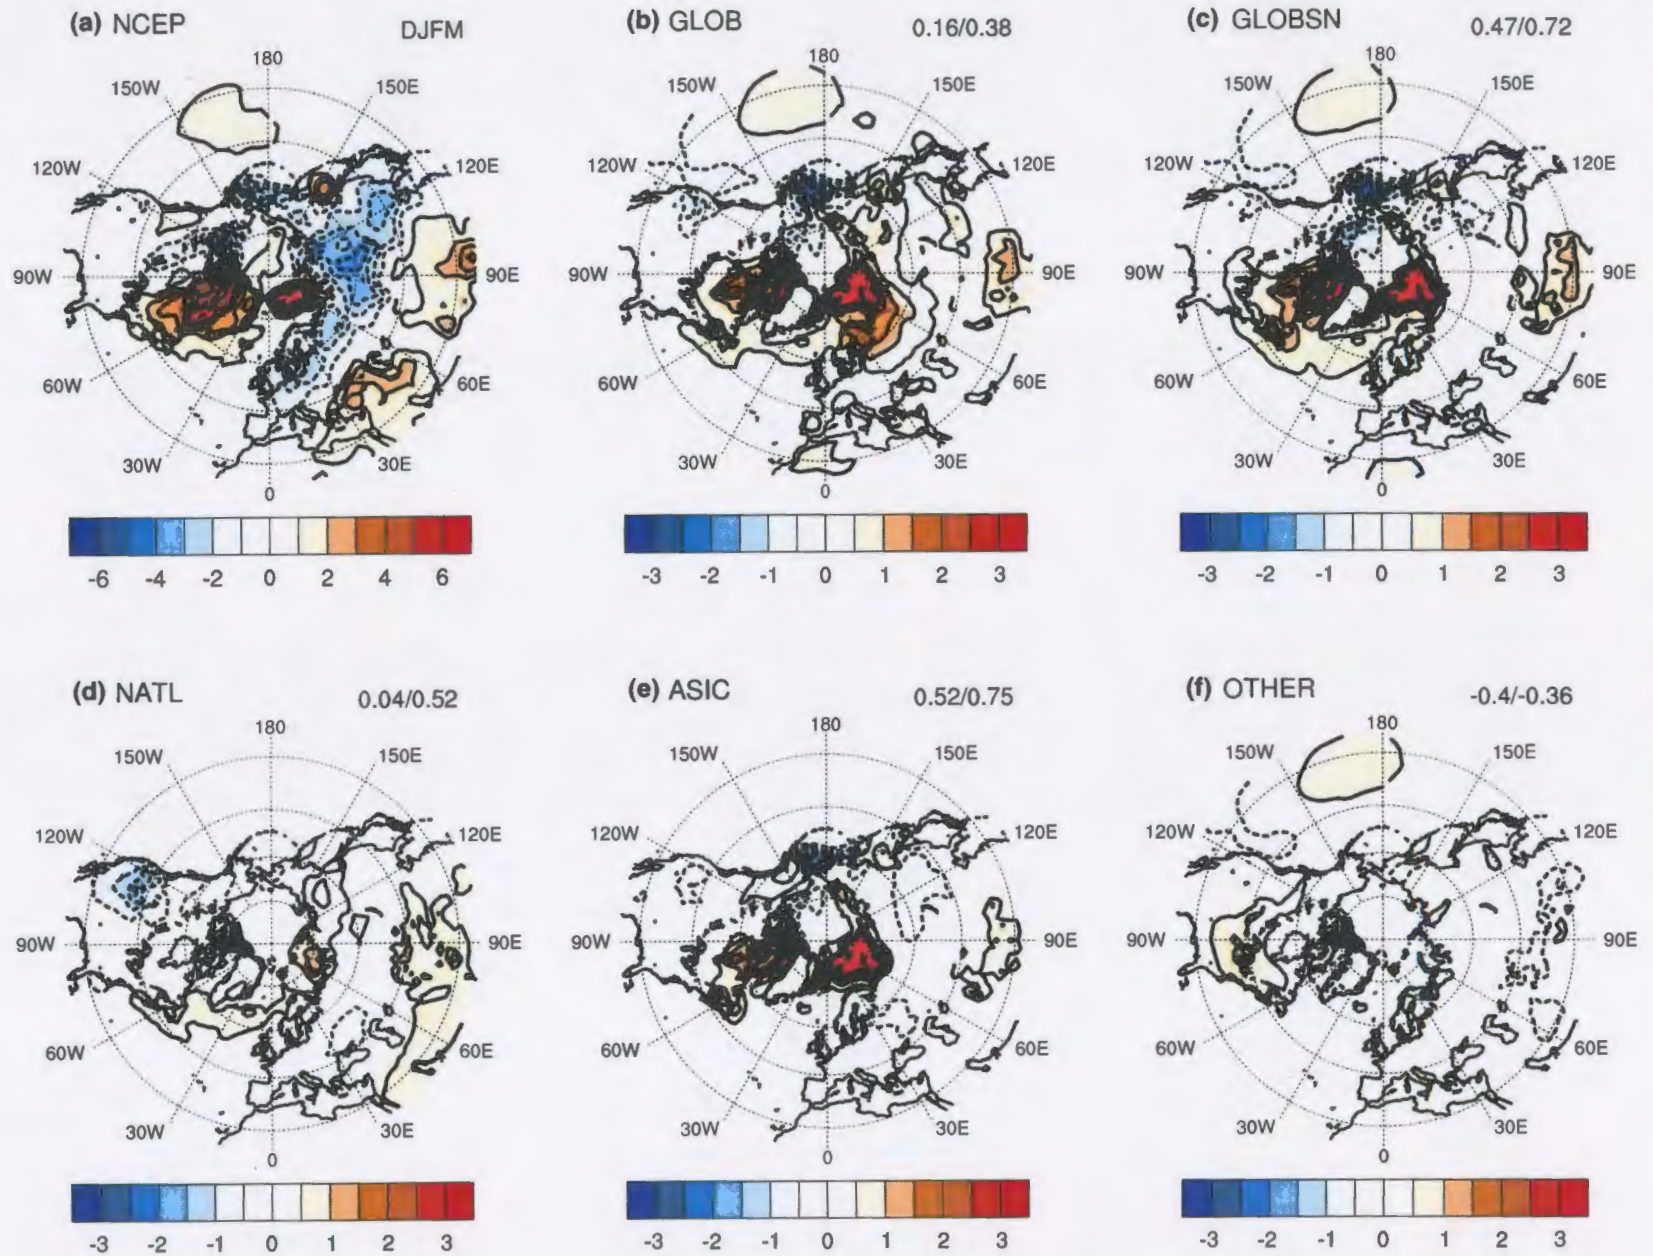 (a) NCEP DJFM
180
150W 150E
120W 120E
90W 90E
60W 60E
30W 30E
0
-6 -4 -2 0 2 4 6
(b) GLOB 0.16/0.38
180
150W 150E
120W 120E
90W 90E
60W 60E
30W 30E
0
-3 -2 -1 0 1 2 3
(c) GLOBSN 0.47/0.72
180
150W 150E
120W 120E
90W 90E
60W 60E
30W 30E
0
-3 -2 -1 0 1 2 3
(d) NATL 0.04/0.52
180
150W 150E
120W 120E
90W 90E
60W 60E
30W 30E
0
-3 -2 -1 0 1 2 3
(e) ASIC 0.52/0.75
180
150W 150E
120W 120E
90W 90E
60W 60E
30W 30E
0
-3 -2 -1 0 1 2 3
(f) OTHER -0.4/-0.36
180
150W 150E
120W 120E
90W 90E
60W 60E
30W 30E
0
-3 -2 -1 0 1 2 3